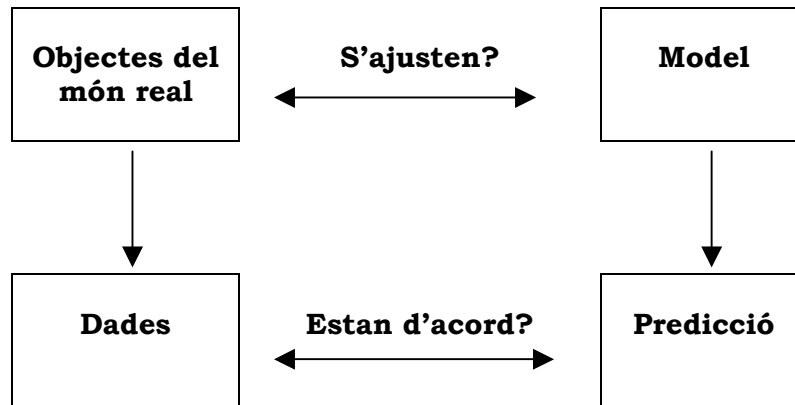 Objectes del
món real
S’ajusten?
Model
Dades
Estan d’acord?
Predicció